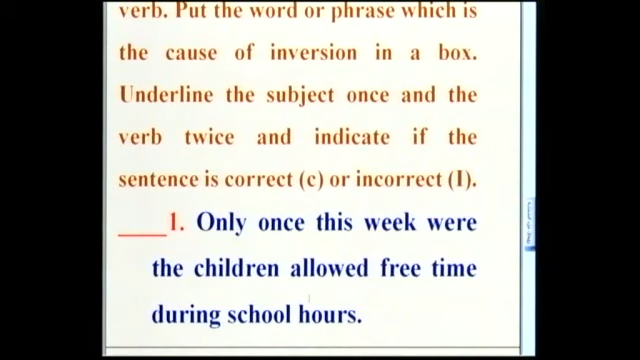 verb. Put the word or phrase which is
the cause of inversion in a box.
Underline the subject once and the
verb twice and indicate if the
sentence is correct (c) or incorrect (I).
____1. Only once this week were
the children allowed free time
during school hours.